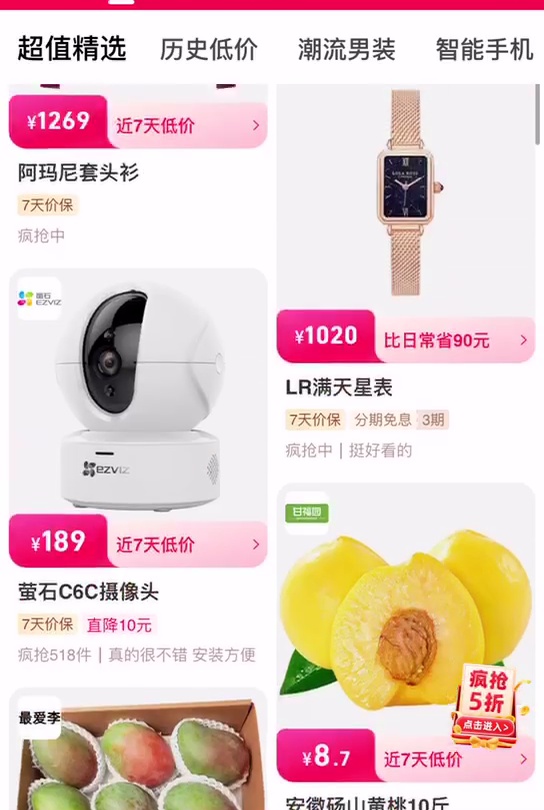 超值精选
历史低价
潮流男装
智能手机
¥1269
近7天低价
阿玛尼套头衫
7天价保
疯抢中
萤石
EZVIZ
ezviz
¥189
近7天低价
萤石C6C摄像头
7天价保
直降10元
疯抢518件｜真的很不错 安装方便
最爱李
LOLA ROSE
¥1020
比日常省90元
LR满天星表
7天价保
分期免息
3期
疯抢中｜挺好看的
甘福园
疯抢
5折
点击进入>
¥8.7
近7天低价
安徽砀山黄桃10斤